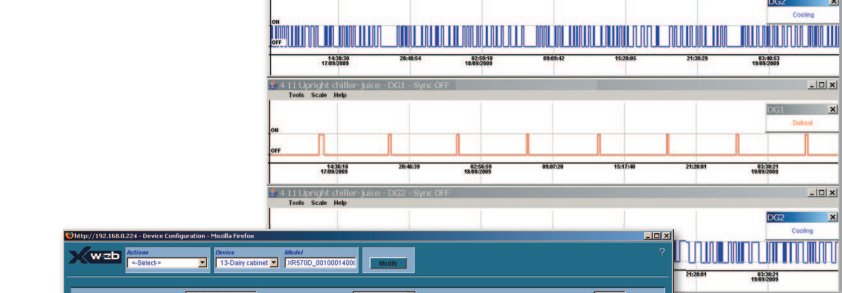 DG2
Cooling
ON
OFF
14:38:30 20:48:54 02:59:18 09:09:42 15:20:05 21:30:29 03:40:53
17/09/2009 18/09/2009 19/09/2009
4 11 Upright chiller-juice - DG1 - Sync OFF
Tools Scale Help
DG1
ON
OFF
14:36:18 20:46:39 02:56:59 09:07:20 15:17:40 21:28:01 03:38:21
17/09/2009 18/09/2009 19/09/2009
4 11 Upright chiller-juice - DG2 - Sync OFF
Tools Scale Help
DG2
Cooling
http://192.168.0.224 - Device Configuration - Mozilla Firefox
Xweb
Actions Device Model
<-Select-> 13-Dairy cabinet XR570D_0010001400 Modify
?
21:28:01 03:38:21
19/09/2009